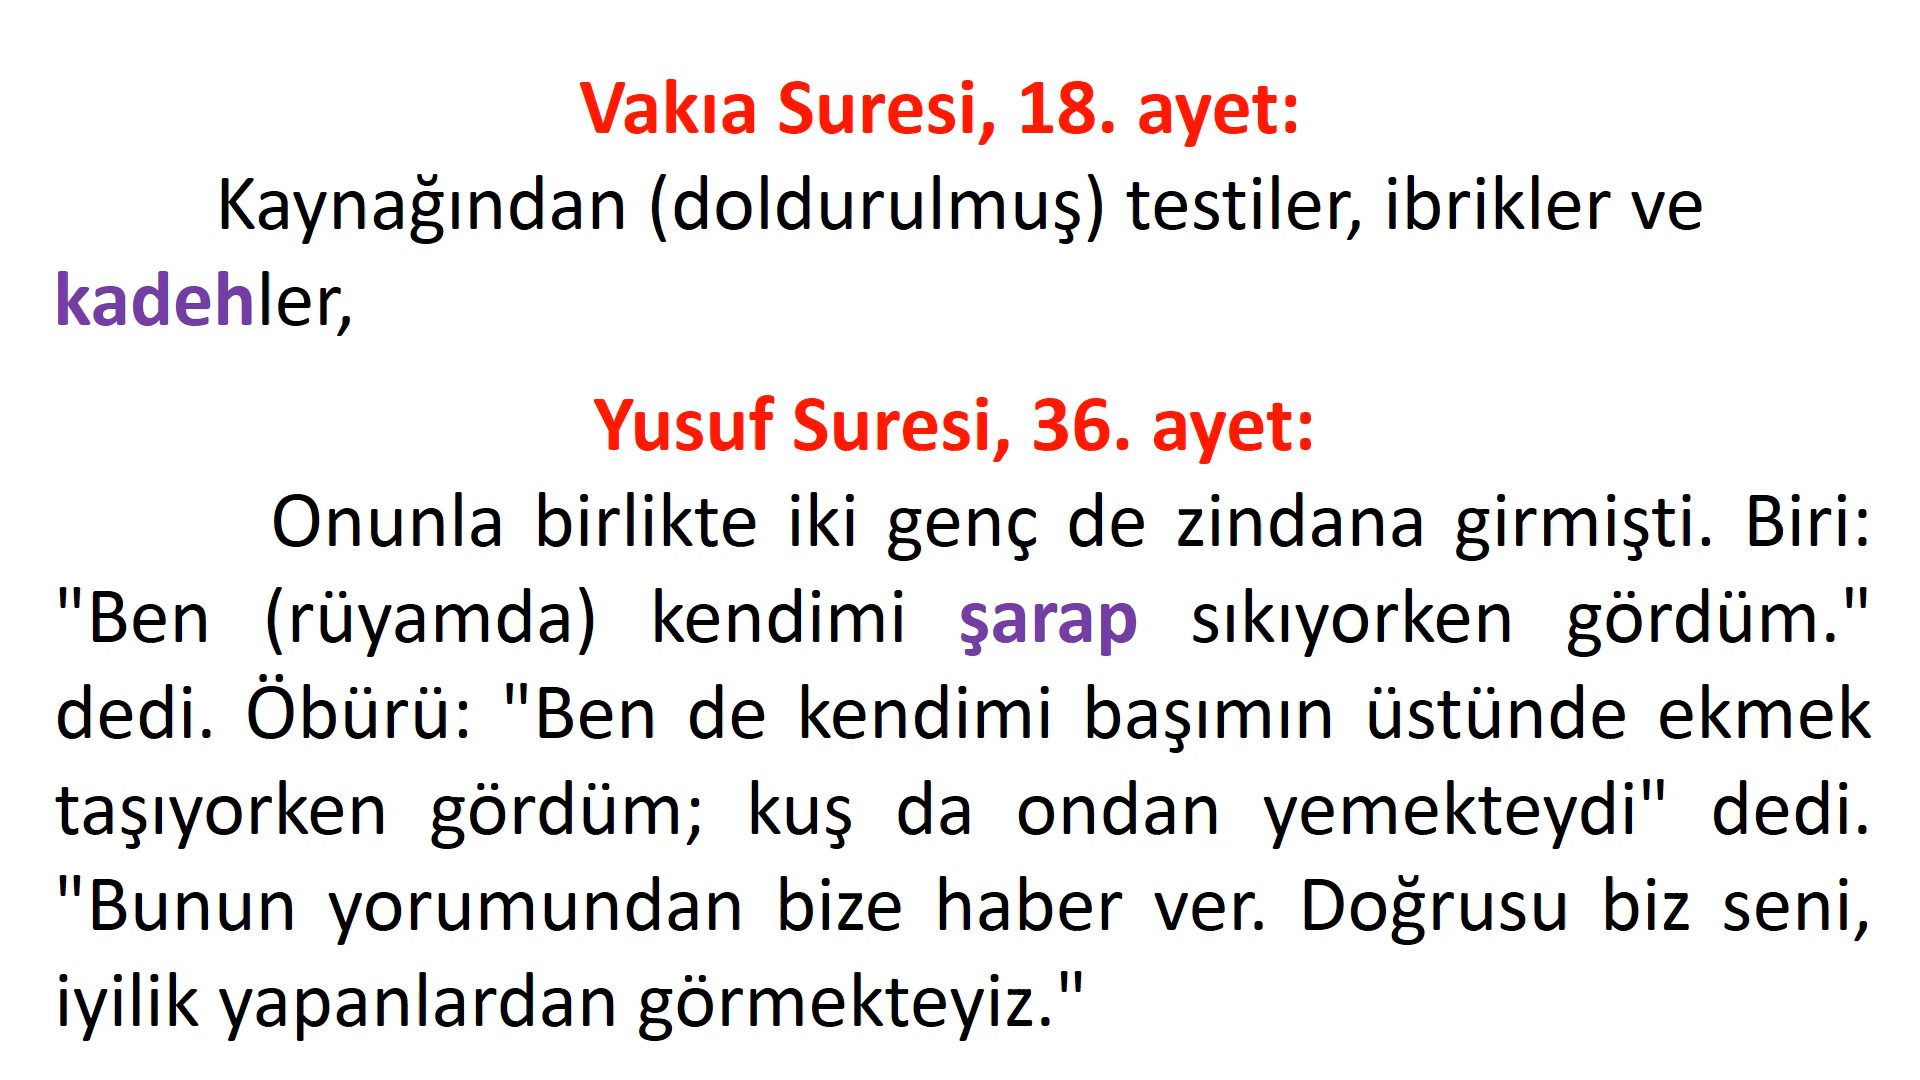 Vakıa Suresi, 18. ayet:
Kaynağından (doldurulmuş) testiler, ibrikler ve
kadehler,
Yusuf Suresi, 36. ayet:
Onunla birlikte iki genç de zindana girmişti. Biri:
"Ben (rüyamda) kendimi şarap sıkıyorken gördüm."
dedi. Öbürü: "Ben de kendimi başımın üstünde ekmek
taşıyorken gördüm; kuş da ondan yemekteydi" dedi.
"Bunun yorumundan bize haber ver. Doğrusu biz seni,
iyilik yapanlardan görmekteyiz."